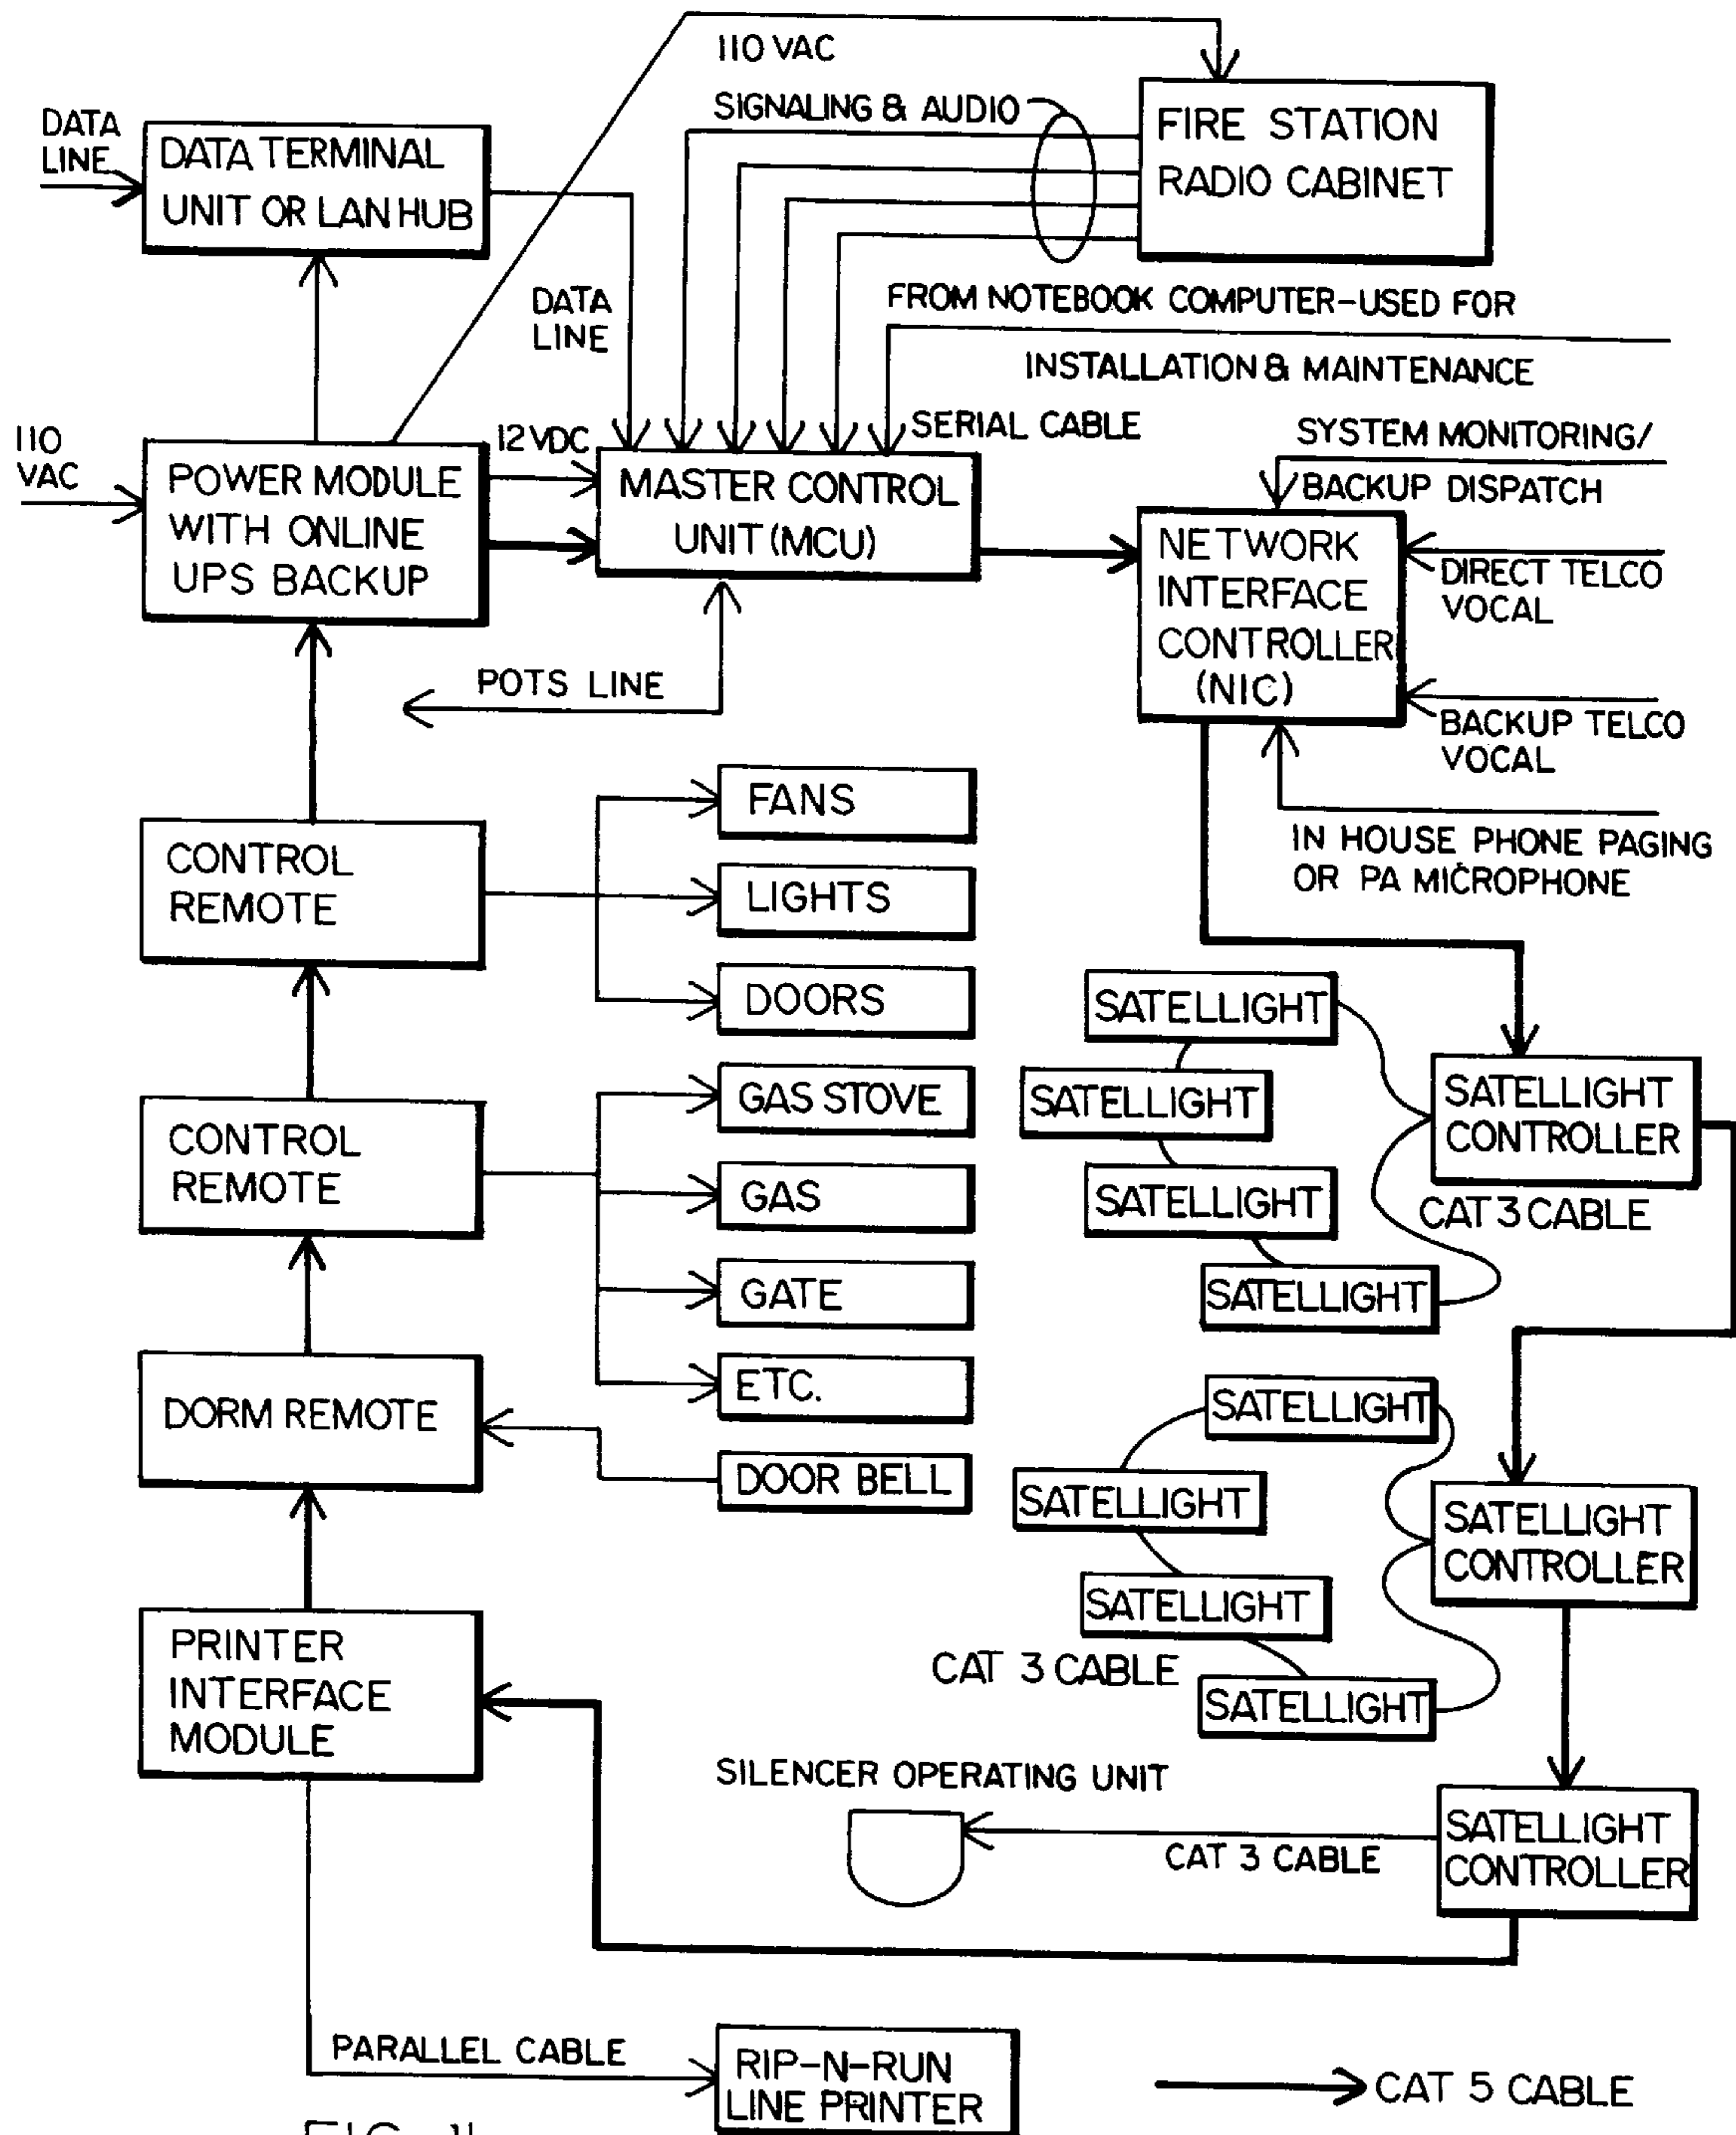 110 VAC
SIGNALING & AUDIO
DATA
LINE
DATA TERMINAL
UNIT OR LAN HUB
FIRE STATION
RADIO CABINET
DATA
LINE
FROM NOTEBOOK COMPUTER-USED FOR
INSTALLATION & MAINTENANCE
SERIAL CABLE
110
VAC
POWER MODULE
WITH ONLINE
UPS BACKUP
12 VDC
MASTER CONTROL
UNIT (MCU)
SYSTEM MONITORING/
BACKUP DISPATCH
NETWORK
INTERFACE
CONTROLLER
(NIC)
DIRECT TELCO
VOCAL
BACKUP TELCO
VOCAL
IN HOUSE PHONE PAGING
OR PA MICROPHONE
POTS LINE
CONTROL
REMOTE
FANS
LIGHTS
DOORS
CONTROL
REMOTE
GAS STOVE
GAS
GATE
ETC.
DORM REMOTE
DOOR BELL
SATELLIGHT
SATELLIGHT
SATELLIGHT
SATELLIGHT
SATELLIGHT
CONTROLLER
CAT 3 CABLE
SATELLIGHT
SATELLIGHT
SATELLIGHT
SATELLIGHT
SATELLIGHT
CONTROLLER
CAT 3 CABLE
PRINTER
INTERFACE
MODULE
SILENCER OPERATING UNIT
CAT 3 CABLE
SATELLIGHT
CONTROLLER
PARALLEL CABLE
RIP-N-RUN
LINE PRINTER
CAT 5 CABLE